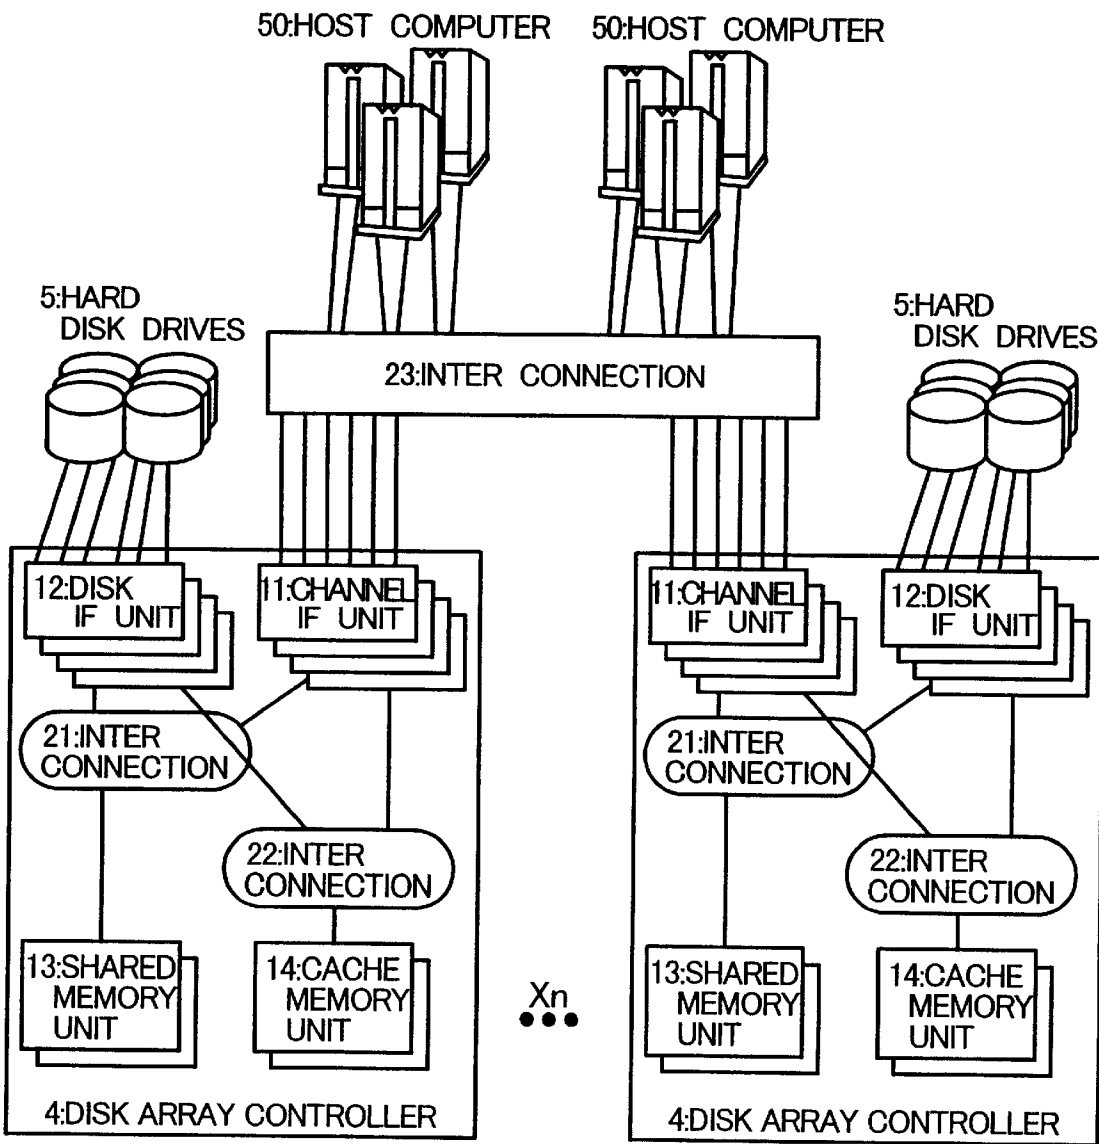 50:HOST COMPUTER
50:HOST COMPUTER
5:HARD
DISK DRIVES
5:HARD
DISK DRIVES
23:INTER CONNECTION
12:DISK
IF UNIT
11:CHANNEL
IF UNIT
11:CHANNEL
IF UNIT
12:DISK
IF UNIT
21:INTER
CONNECTION
21:INTER
CONNECTION
22:INTER
CONNECTION
22:INTER
CONNECTION
13:SHARED
MEMORY
UNIT
14:CACHE
MEMORY
UNIT
Xn
●●●
13:SHARED
MEMORY
UNIT
14:CACHE
MEMORY
UNIT
4:DISK ARRAY CONTROLLER
4:DISK ARRAY CONTROLLER